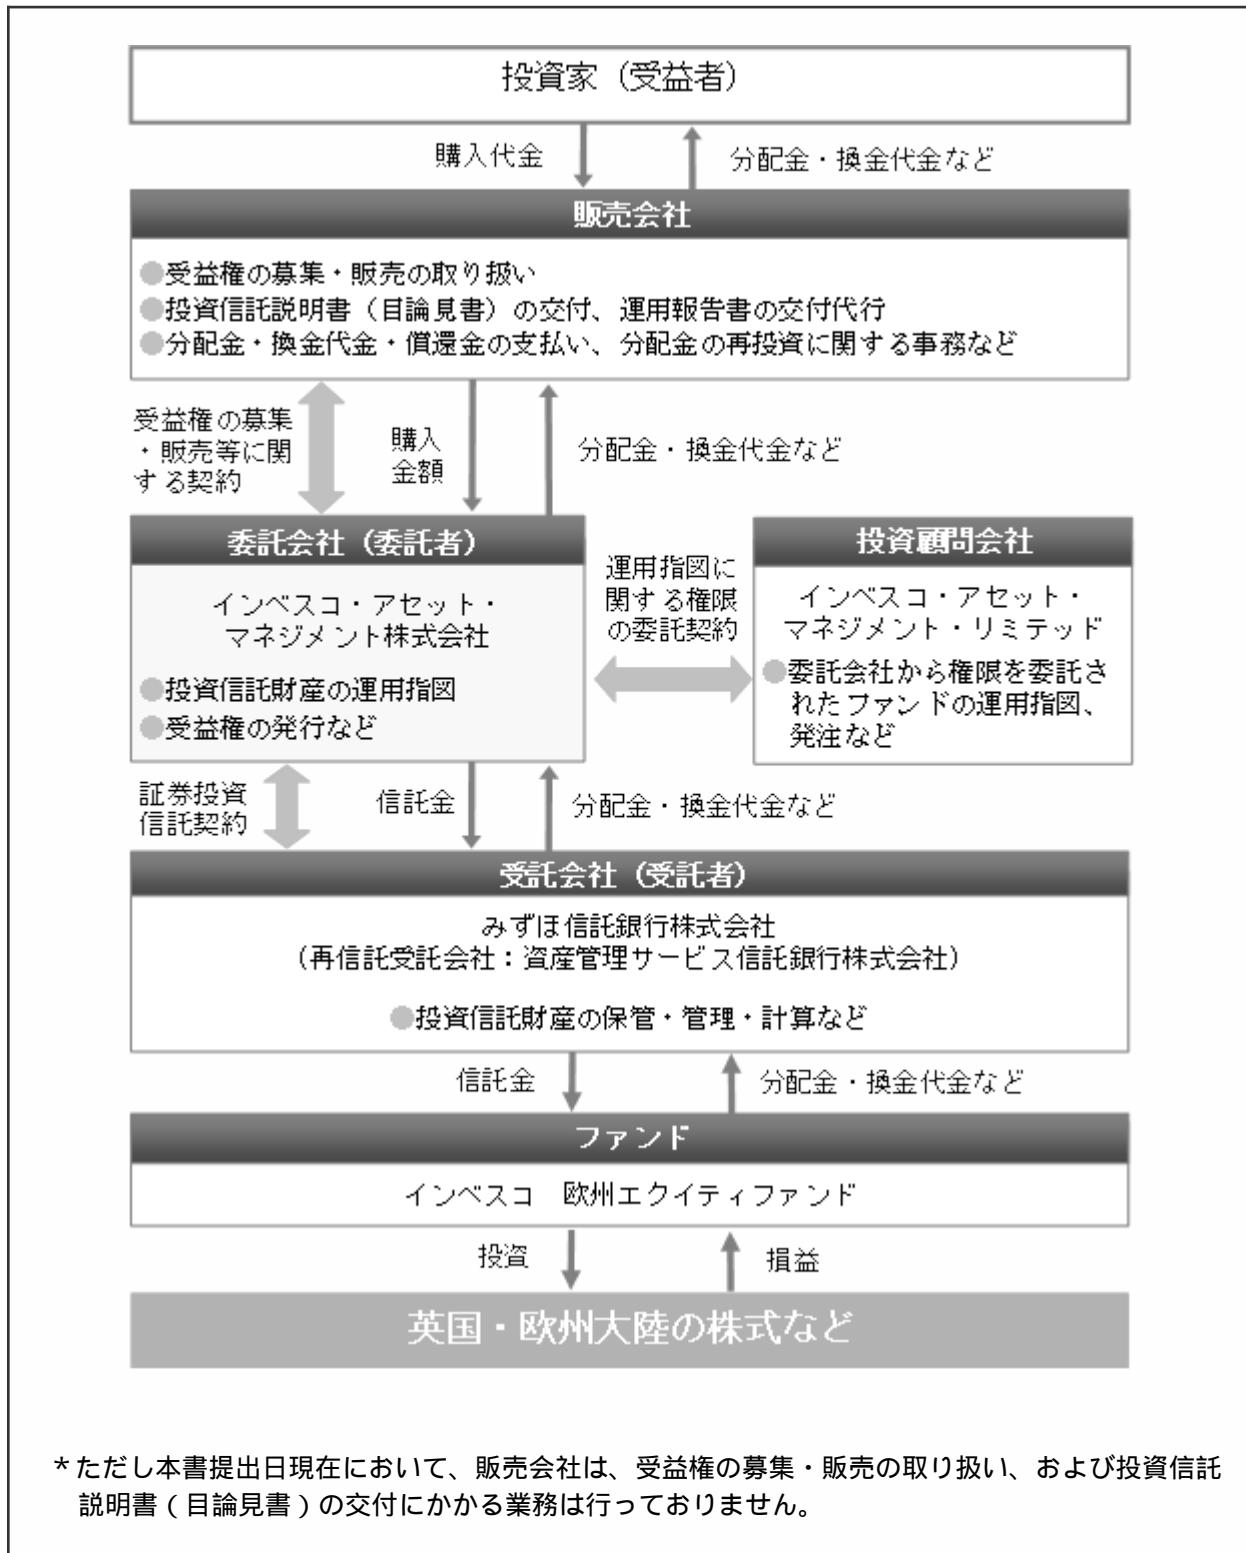 投資家（受益者）
購入代金
分配金・換金代金など
販売会社
●受益権の募集・販売の取り扱い
●投資信託説明書（目論見書）の交付、運用報告書の交付代行
●分配金・換金代金・償還金の支払い、分配金の再投資に関する事務など
受益権の募集
・販売等に関
する契約
購入
金額
分配金・換金代金など
委託会社（委託者）
インベスコ・アセット・
マネジメント株式会社
●投資信託財産の運用指図
●受益権の発行など
運用指図に
関する権限
の委託契約
投資顧問会社
インベスコ・アセット・
マネジメント・リミテッド
●委託会社から権限を委託さ
れたファンドの運用指図、
発注など
証券投資
信託契約
信託金
分配金・換金代金など
受託会社（受託者）
みずほ信託銀行株式会社
（再信託受託会社：資産管理サービス信託銀行株式会社）
●投資信託財産の保管・管理・計算など
信託金
分配金・換金代金など
ファンド
インベスコ　欧州エクイティファンド
投資
損益
英国・欧州大陸の株式など
＊ただし本書提出日現在において、販売会社は、受益権の募集・販売の取り扱い、および投資信託
説明書（目論見書）の交付にかかる業務は行っておりません。